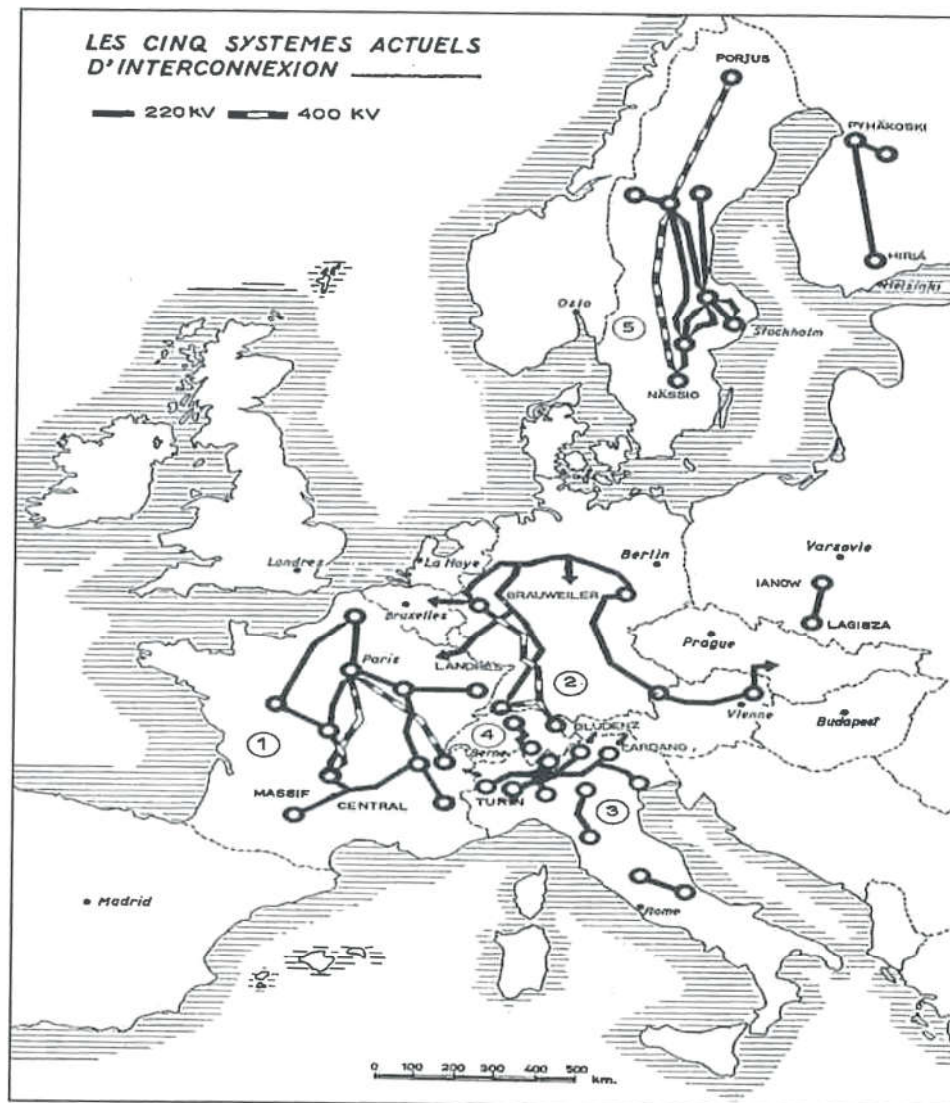 LES CINQ SYSTEMES ACTUELS
D'INTERCONNEXION
220 KV 400 KV
PORJUS
PYHÄKOSKI
HIRIÄ
Helsinki
Oslo
5
Stockholm
NÄSSIG
Londres
La Haye
Berlin
Varsovie
BRAUWEILER
IANOW
Bruxelles
LAGISZA
Prague
LANDRES
Paris
2
Vienne
Budapest
1
4
BLUDENZ
Berne
CARDANO
MASSIF
CENTRAL
TURIN
3
Madrid
Rome
0 100 200 300 400 500
km.